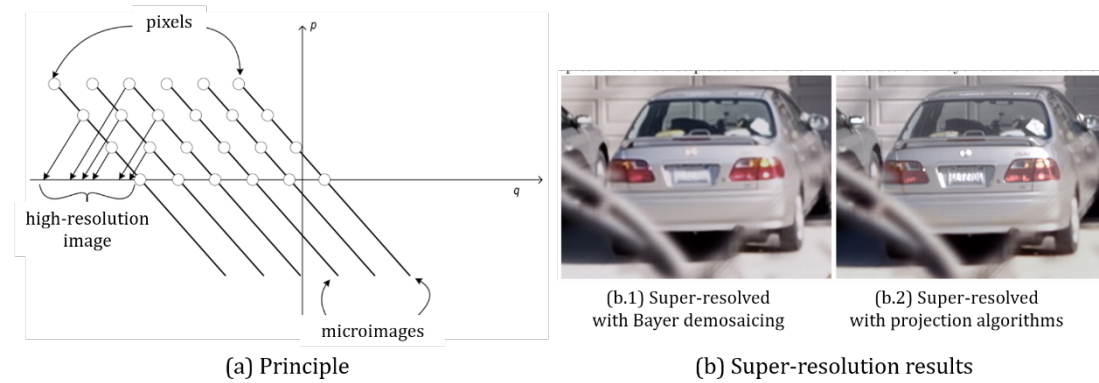 pixels
p
q
high-resolution
image
microimages
(a) Principle
(b.1) Super-resolved
with Bayer demosaicing
(b.2) Super-resolved
with projection algorithms
(b) Super-resolution results